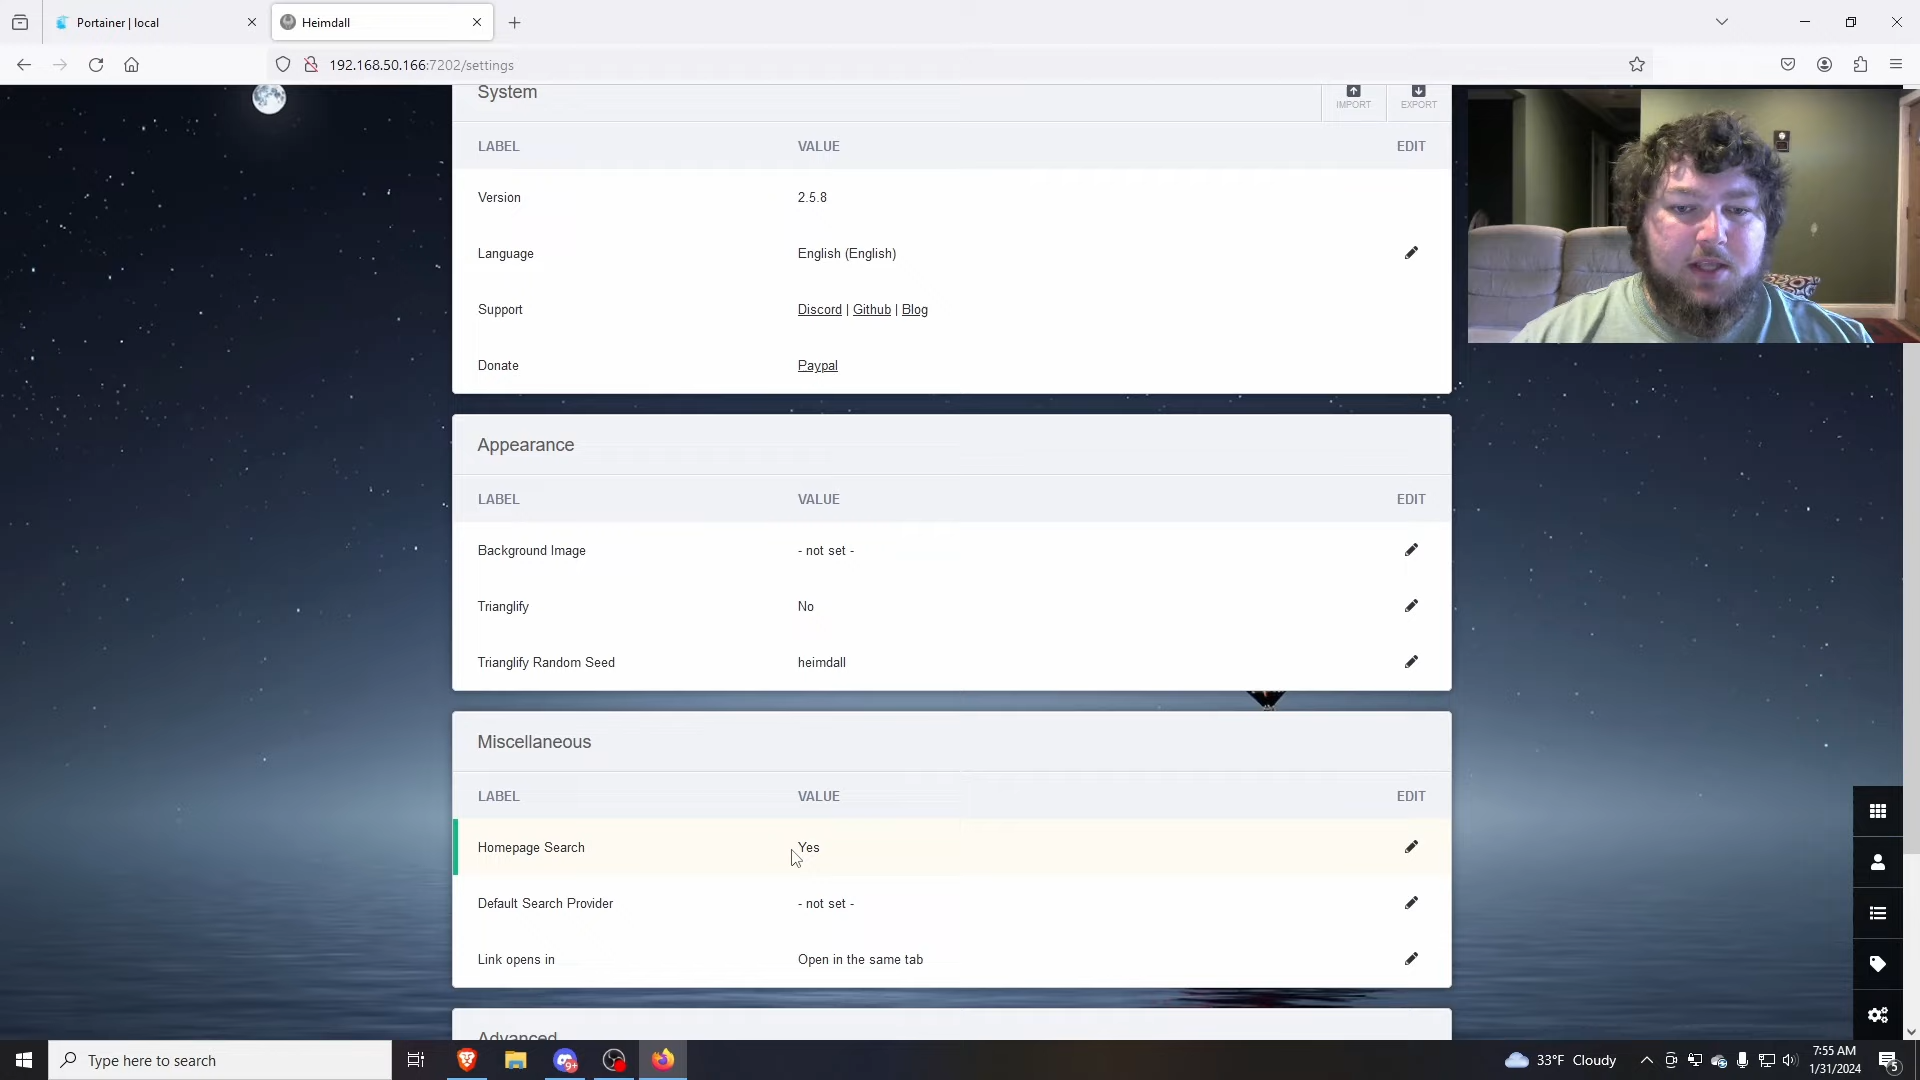 Portainer | local
Heimdall
192.168.50.166:7202/settings
System
IMPORT
EXPORT
LABEL VALUE EDIT
Version 2.5.8
Language English (English)
Support Discord | Github | Blog
Donate Paypal
Appearance
LABEL VALUE EDIT
Background Image - not set -
Trianglify No
Trianglify Random Seed heimdall
Miscellaneous
LABEL VALUE EDIT
Homepage Search Yes
Default Search Provider - not set -
Link opens in Open in the same tab
Advanced
Type here to search
9+
33°F Cloudy
7:55 AM
1/31/2024
5